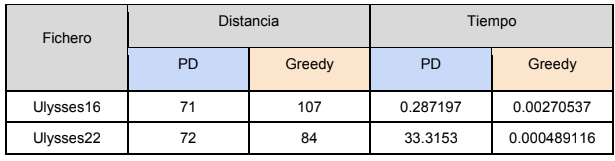 Fichero Distancia Tiempo
PD Greedy PD Greedy
Ulysses16 71 107 0.287197 0.00270537
Ulysses22 72 84 33.3153 0.000489116